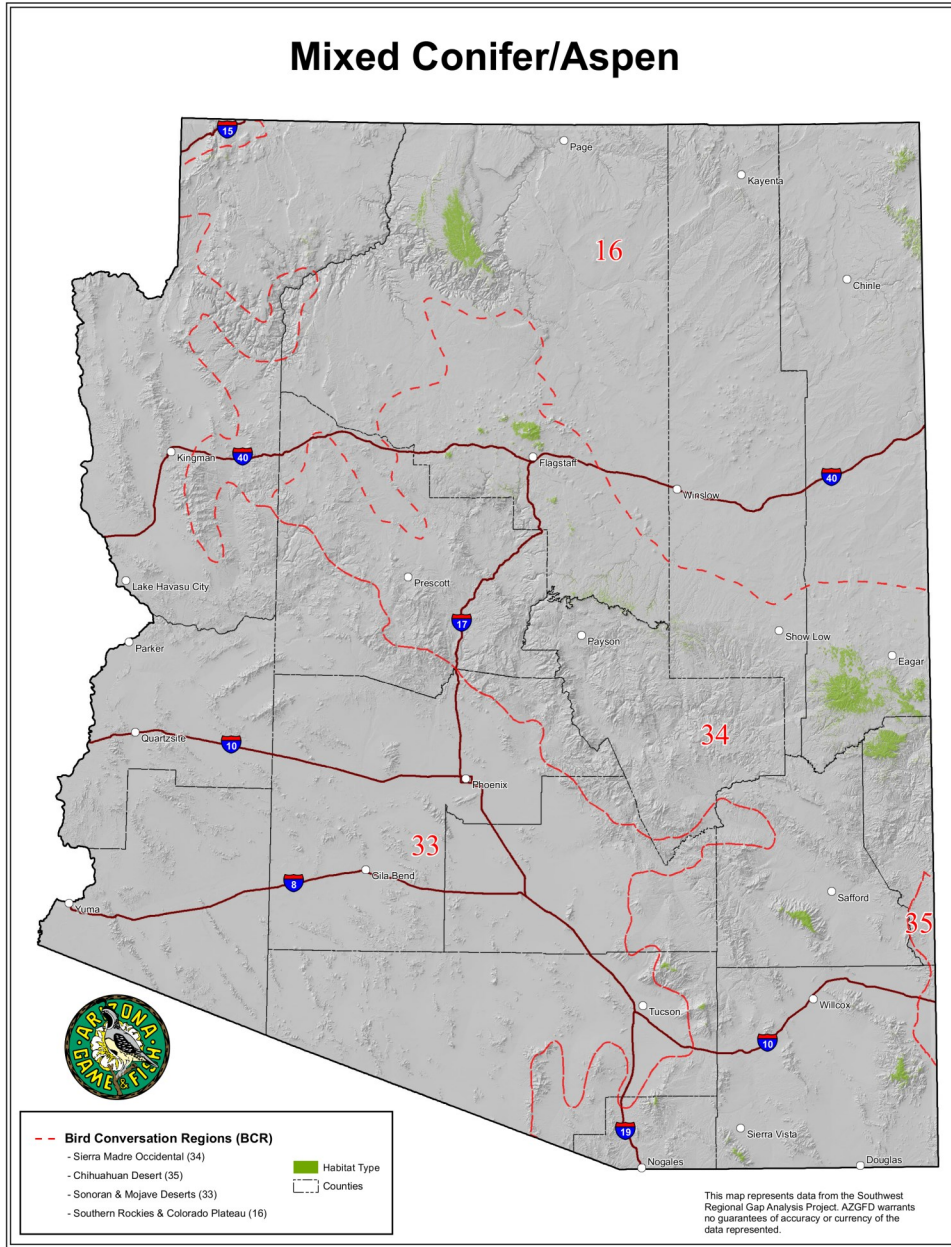 Mixed Conifer/Aspen
15
Page
Kayenta
16
Chinle
Kingman
40
Flagstaff
40
Winslow
Lake Havasu City
Prescott
17
Payson
Show Low
Parker
Eagar
34
Quartzsite
10
Phoenix
33
Gila Bend
8
Safford
Yuma
35
Willcox
Tucson
10
ARIZONA
GAME & FISH
19
Sierra Vista
Nogales
Douglas
Bird Conversation Regions (BCR)
- Sierra Madre Occidental (34)
- Chihuahuan Desert (35)
- Sonoran & Mojave Deserts (33)
- Southern Rockies & Colorado Plateau (16)
Habitat Type
Counties
This map represents data from the Southwest
Regional Gap Analysis Project. AZGFD warrants
no guarantees of accuracy or currency of the
data represented.